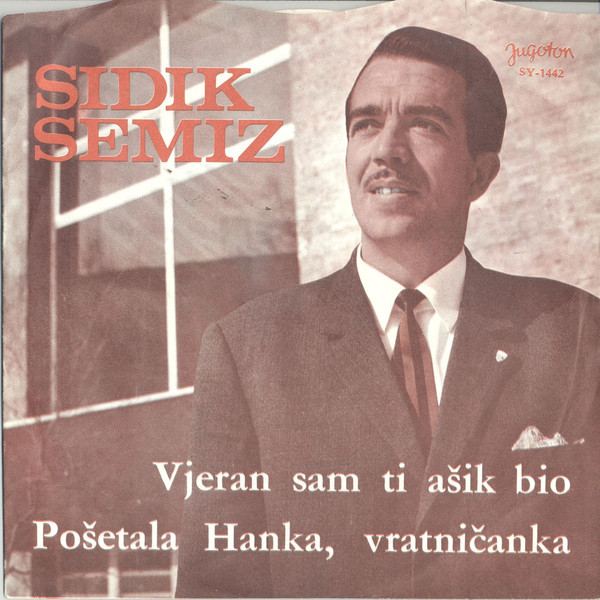 Jugoton
SY-1442
SIDIK
SEMIZ
Vjeran sam ti ašik bio
Pošetala Hanka, vratničanka